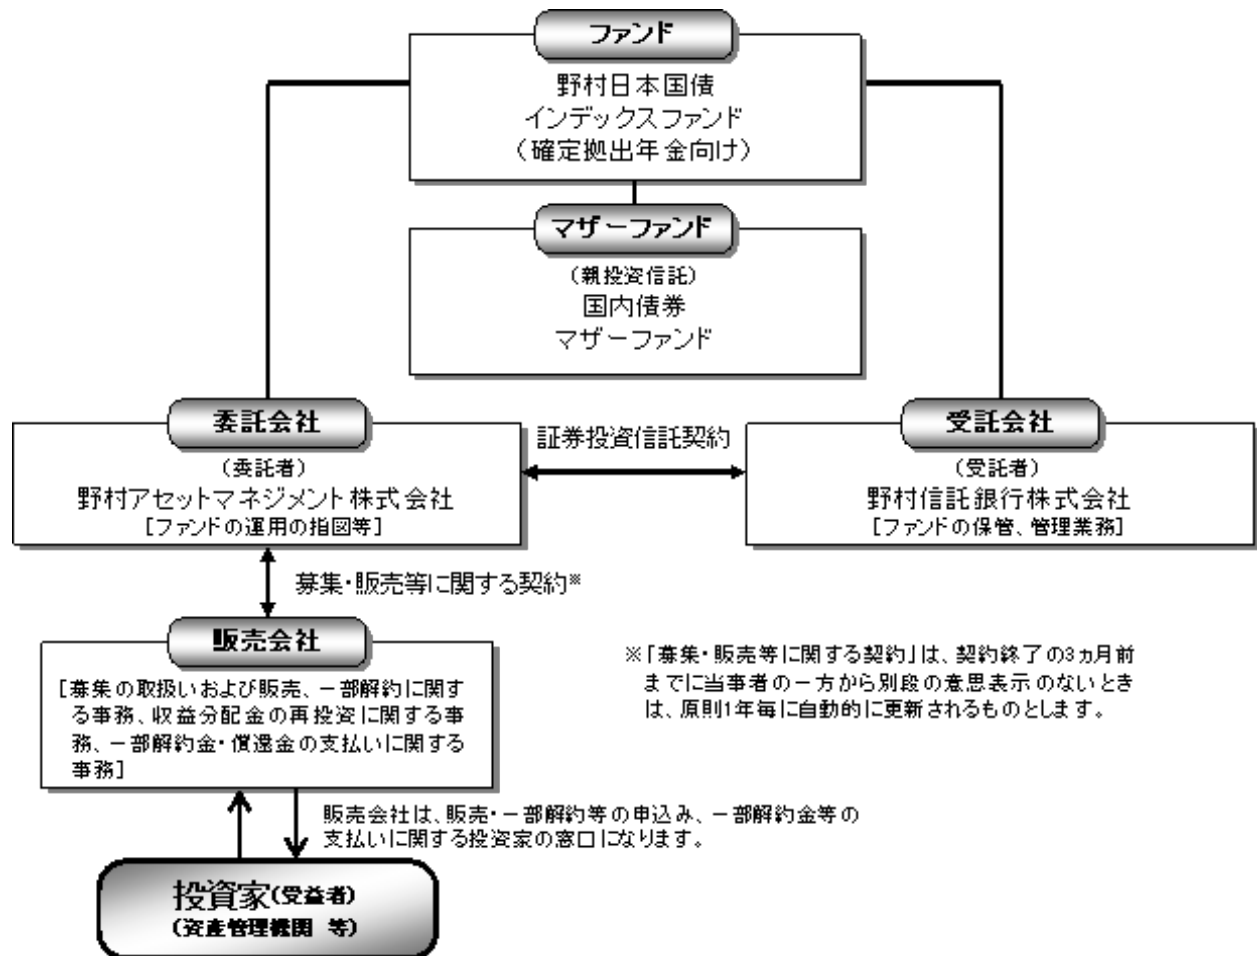 ファンド
野村日本国債
インデックスファンド
（確定拠出年金向け）
マザーファンド
（親投資信託）
国内債券
マザーファンド
委託会社
（委託者）
野村アセットマネジメント株式会社
［ファンドの運用の指図等］
証券投資信託契約
受託会社
（受託者）
野村信託銀行株式会社
［ファンドの保管、管理業務］
募集・販売等に関する契約※
販売会社
［募集の取扱いおよび販売、一部解約に関す
る事務、収益分配金の再投資に関する事
務、一部解約金・償還金の支払いに関する
事務］
※「募集・販売等に関する契約」は、契約終了の3ヵ月前
までに当事者の一方から別段の意思表示のないとき
は、原則1年毎に自動的に更新されるものとします。
販売会社は、販売・一部解約等の申込み、一部解約金等の
支払いに関する投資家の窓口になります。
投資家（受益者）
（資産管理機関 等）